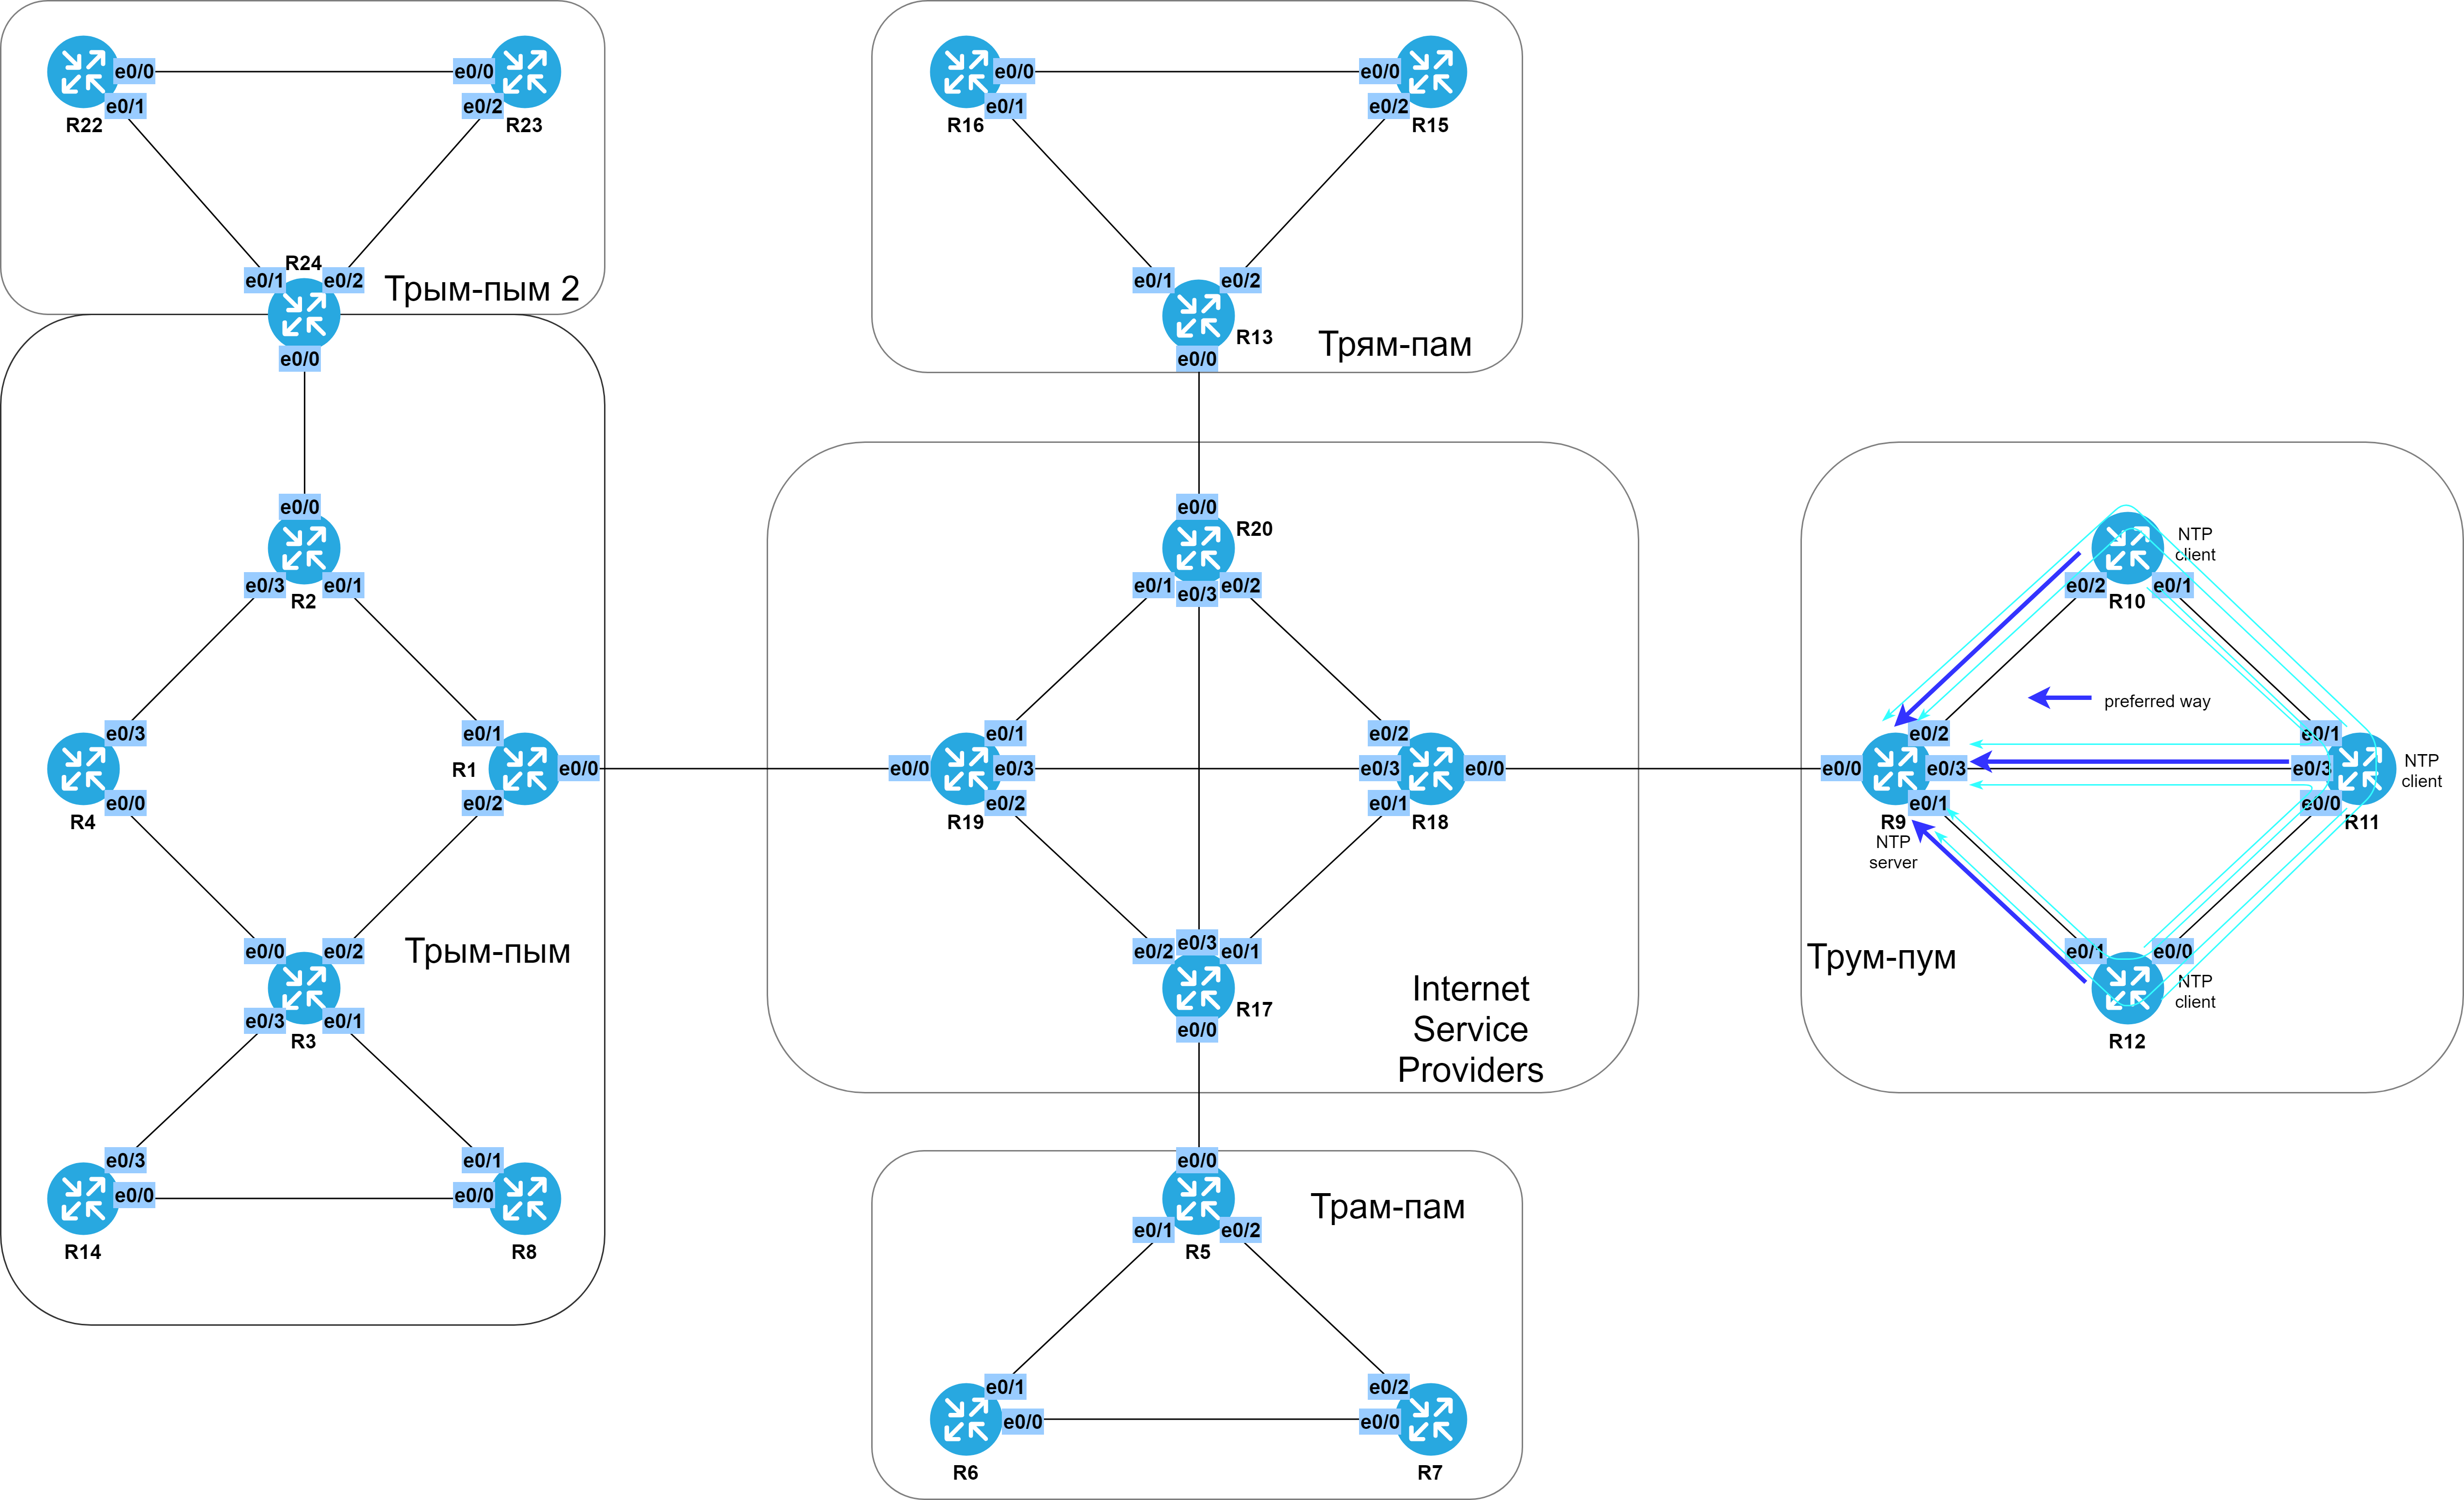 e0/0
e0/1
R22
e0/0
e0/2
R23
R24
e0/1
e0/2
e0/0
Трым-пым 2
e0/0
R2
e0/3
e0/1
e0/3
R4
e0/0
e0/1
R1
e0/0
e0/2
e0/0
e0/2
R3
e0/3
e0/1
Трым-пым
e0/3
e0/0
R14
e0/1
e0/0
R8
e0/0
e0/1
R16
e0/0
e0/2
R15
e0/1
e0/2
R13
e0/0
Трям-пам
e0/0
R20
e0/1
e0/3
e0/2
e0/0
e0/1
e0/3
e0/2
R19
e0/2
e0/3
e0/0
e0/1
R18
e0/2
e0/3
e0/1
R17
e0/0
Internet
Service
Providers
e0/0
e0/1
e0/2
R5
Трам-пам
e0/1
e0/0
R6
e0/2
e0/0
R7
NTP
client
e0/2
e0/1
R10
preferred way
e0/0
e0/2
e0/3
e0/1
R9
NTP
server
e0/1
e0/3
e0/0
R11
NTP
client
Трум-пум
e0/1
e0/0
NTP
client
R12